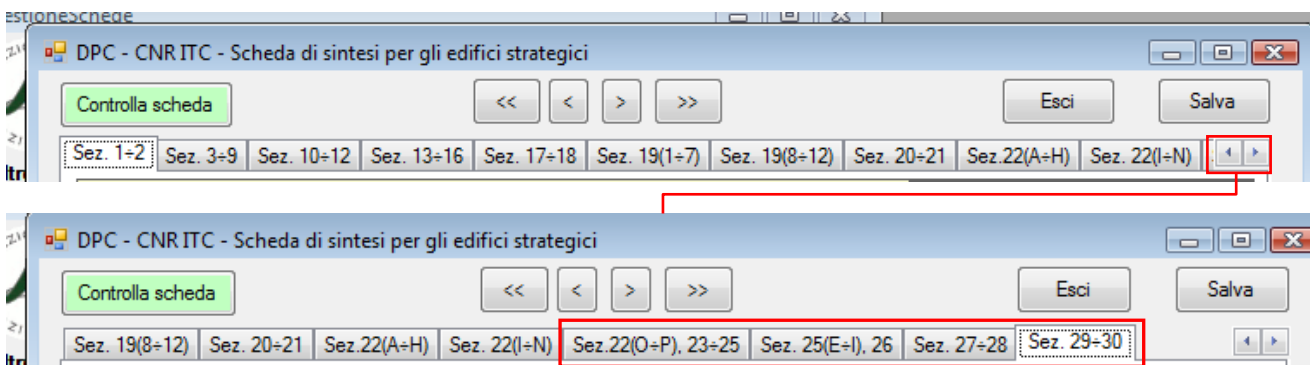 estioneSchede
DPC - CNR ITC - Scheda di sintesi per gli edifici strategici
Controlla scheda << < > >> Esci Salva
Sez. 1÷2 Sez. 3÷9 Sez. 10÷12 Sez. 13÷16 Sez. 17÷18 Sez. 19(1÷7) Sez. 19(8÷12) Sez. 20÷21 Sez.22(A÷H) Sez. 22(I÷N)
ltro
DPC - CNR ITC - Scheda di sintesi per gli edifici strategici
Controlla scheda << < > >> Esci Salva
Sez. 19(8÷12) Sez. 20÷21 Sez.22(A÷H) Sez. 22(I÷N) Sez.22(O÷P), 23÷25 Sez. 25(E÷I), 26 Sez. 27÷28 Sez. 29÷30